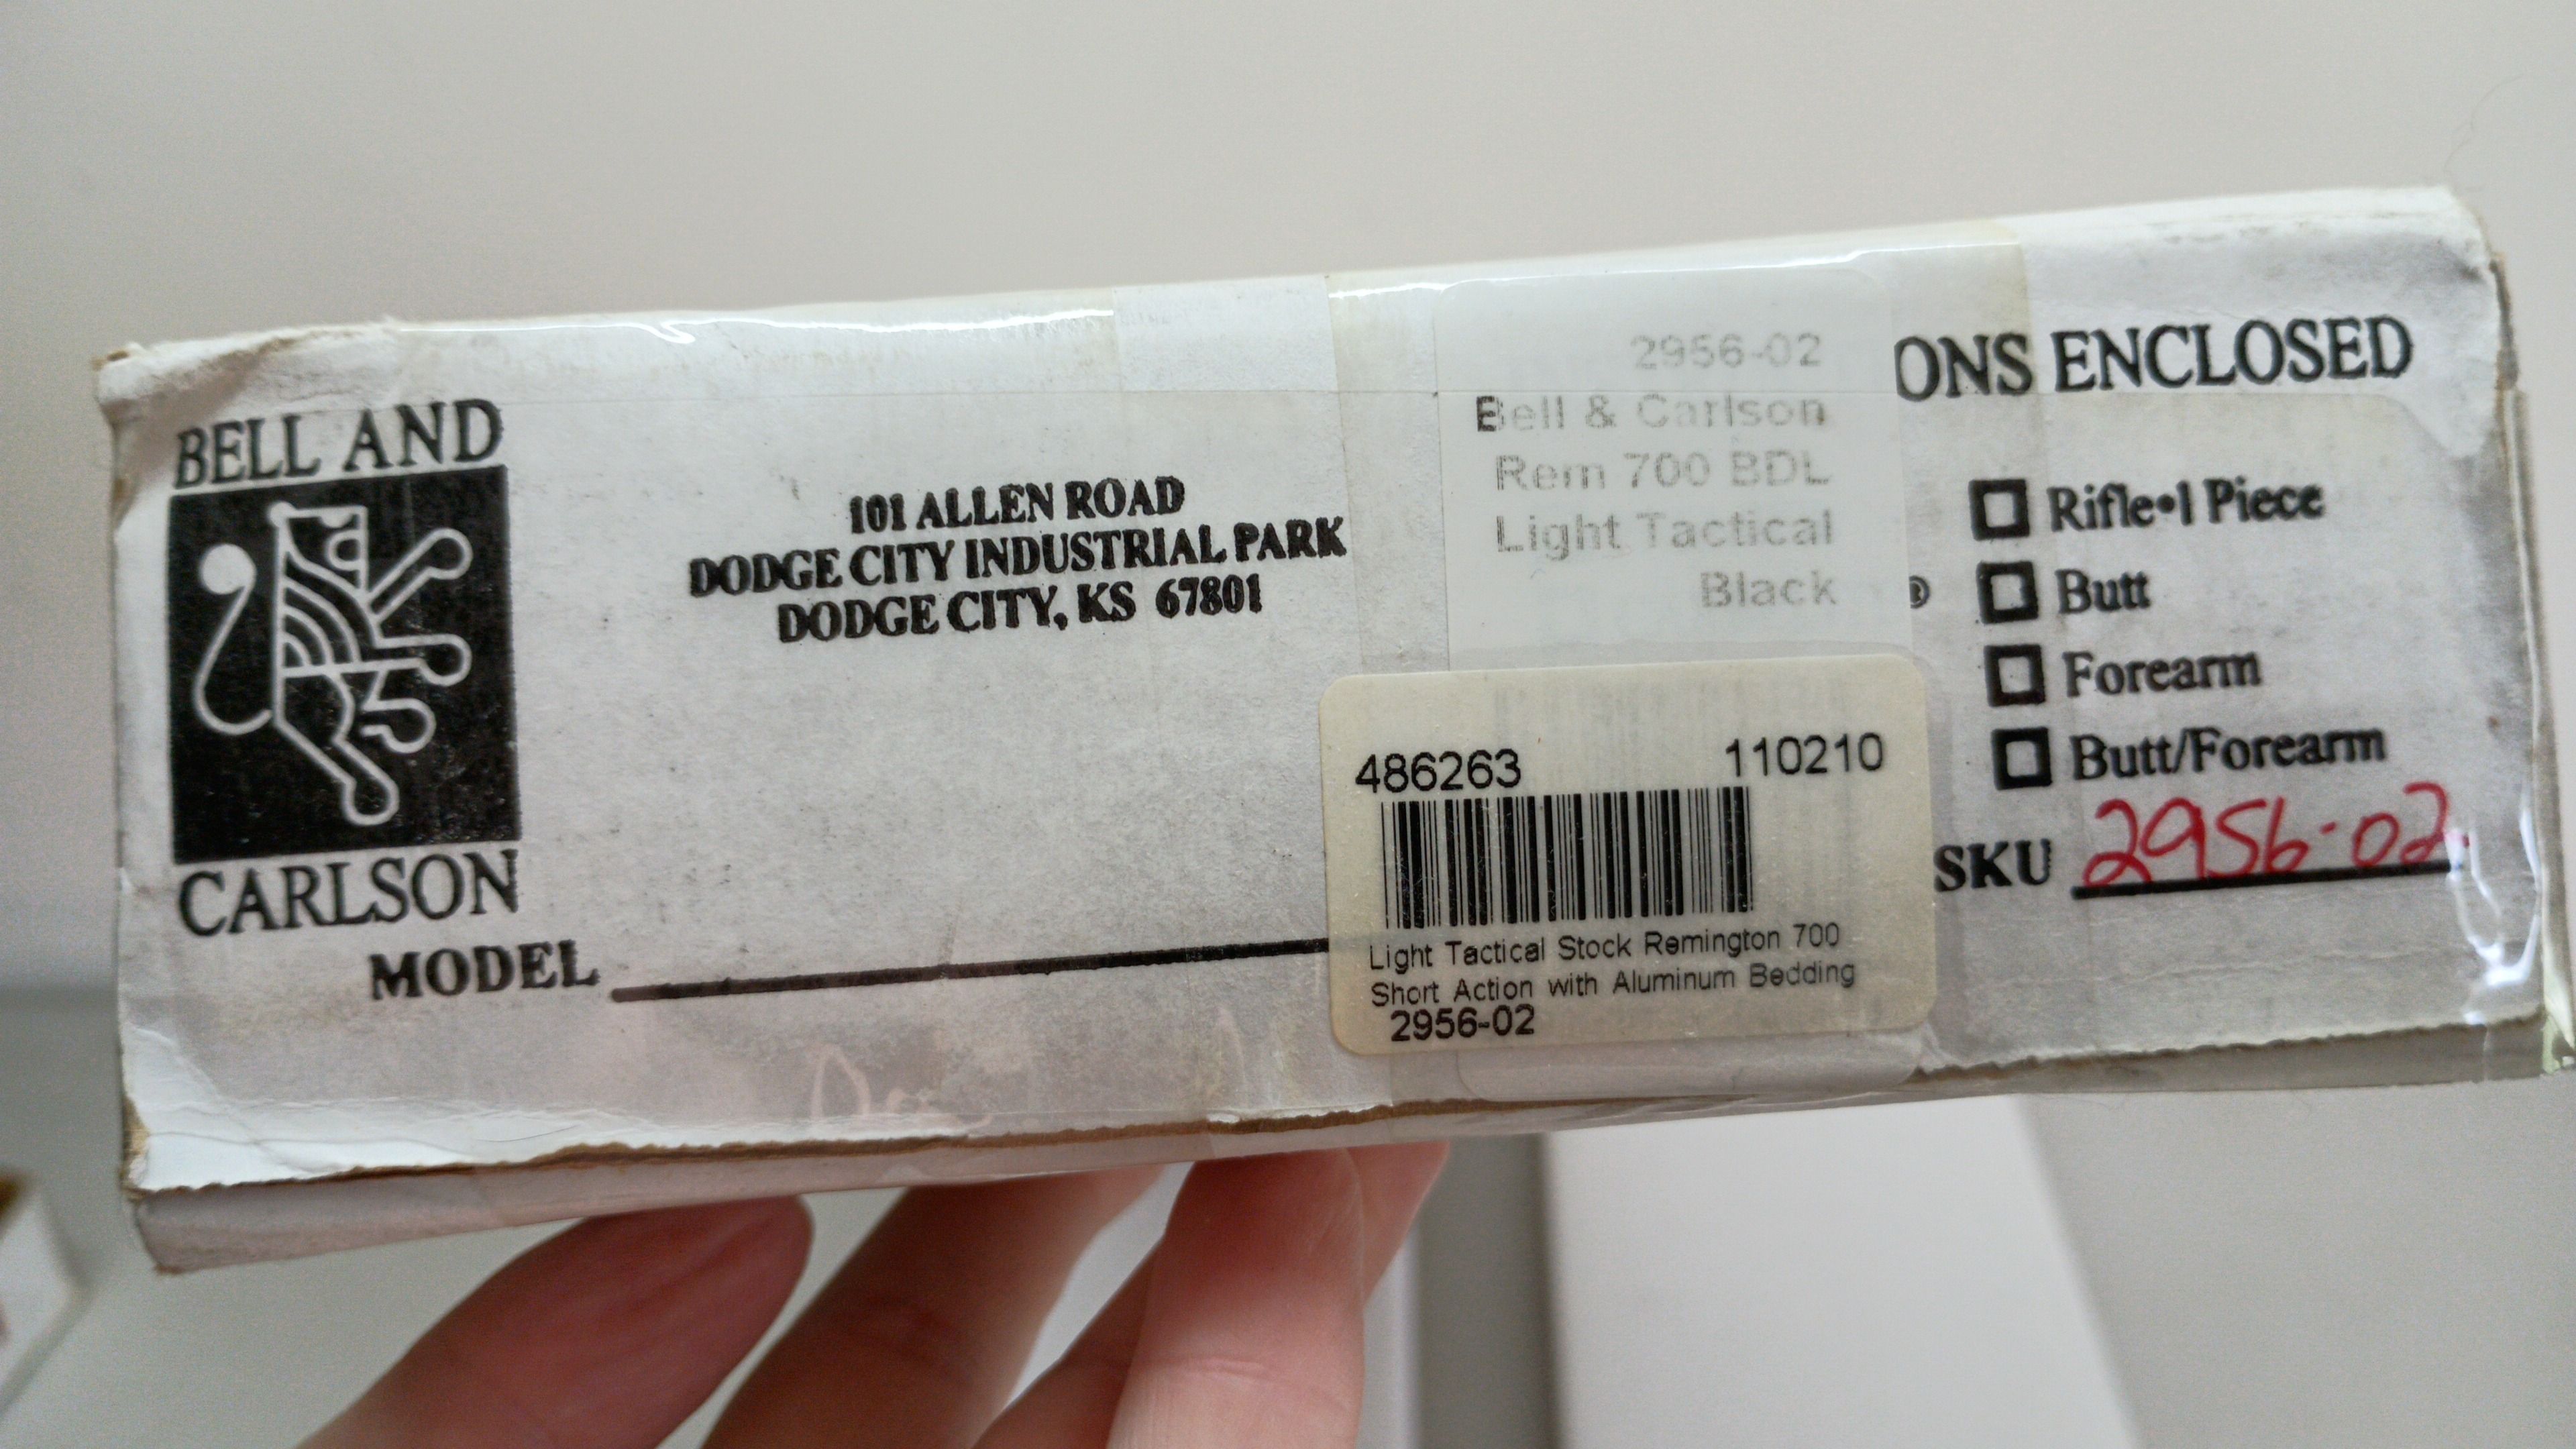 BELL AND
CARLSON
101 ALLEN ROAD
DODGE CITY INDUSTRIAL PARK
DODGE CITY, KS 67801
MODEL
2956-02
Bell & Carlson
Rem 700 BDL
Light Tactical
Black
486263 110210
Light Tactical Stock Remington 700
Short Action with Aluminum Bedding
2956-02
ONS ENCLOSED
Rifle•1 Piece
® Butt
Forearm
Butt/Forearm
SKU 2956-02